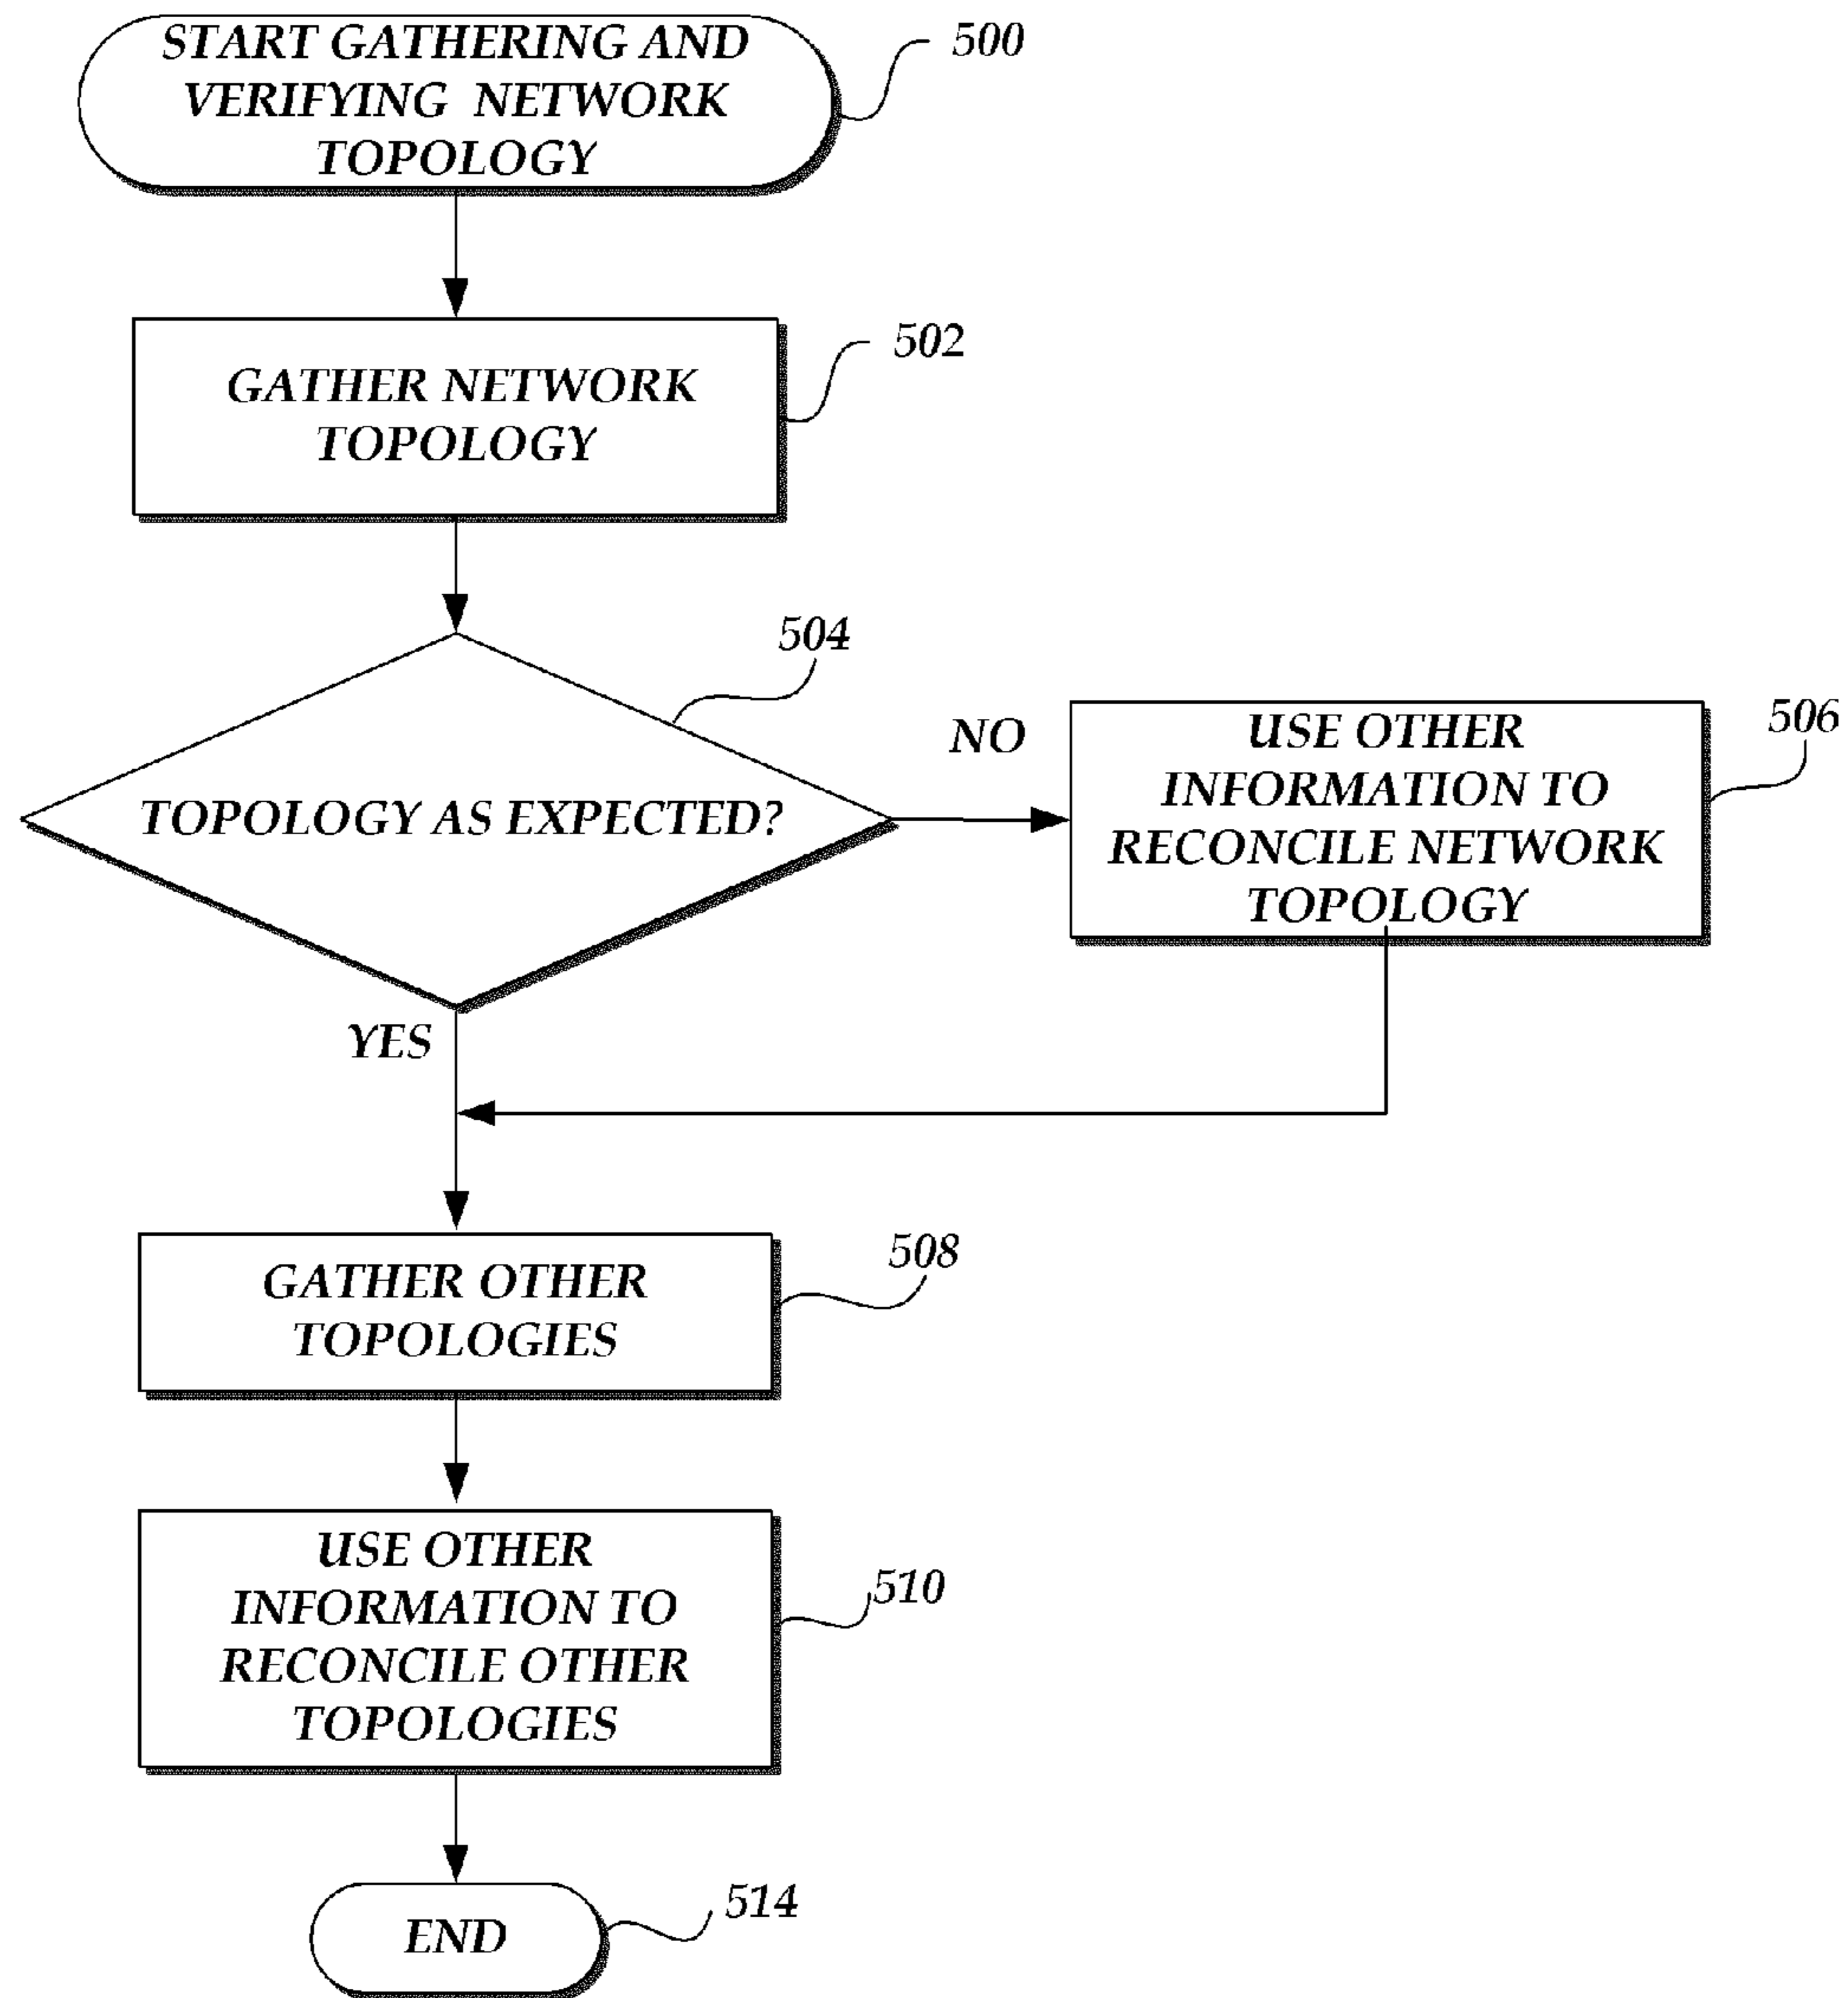 START GATHERING AND
VERIFYING NETWORK
TOPOLOGY
500
GATHER NETWORK
TOPOLOGY
502
504
TOPOLOGY AS EXPECTED?
NO
USE OTHER
INFORMATION TO
RECONCILE NETWORK
TOPOLOGY
506
YES
GATHER OTHER
TOPOLOGIES
508
USE OTHER
INFORMATION TO
RECONCILE OTHER
TOPOLOGIES
510
END
514